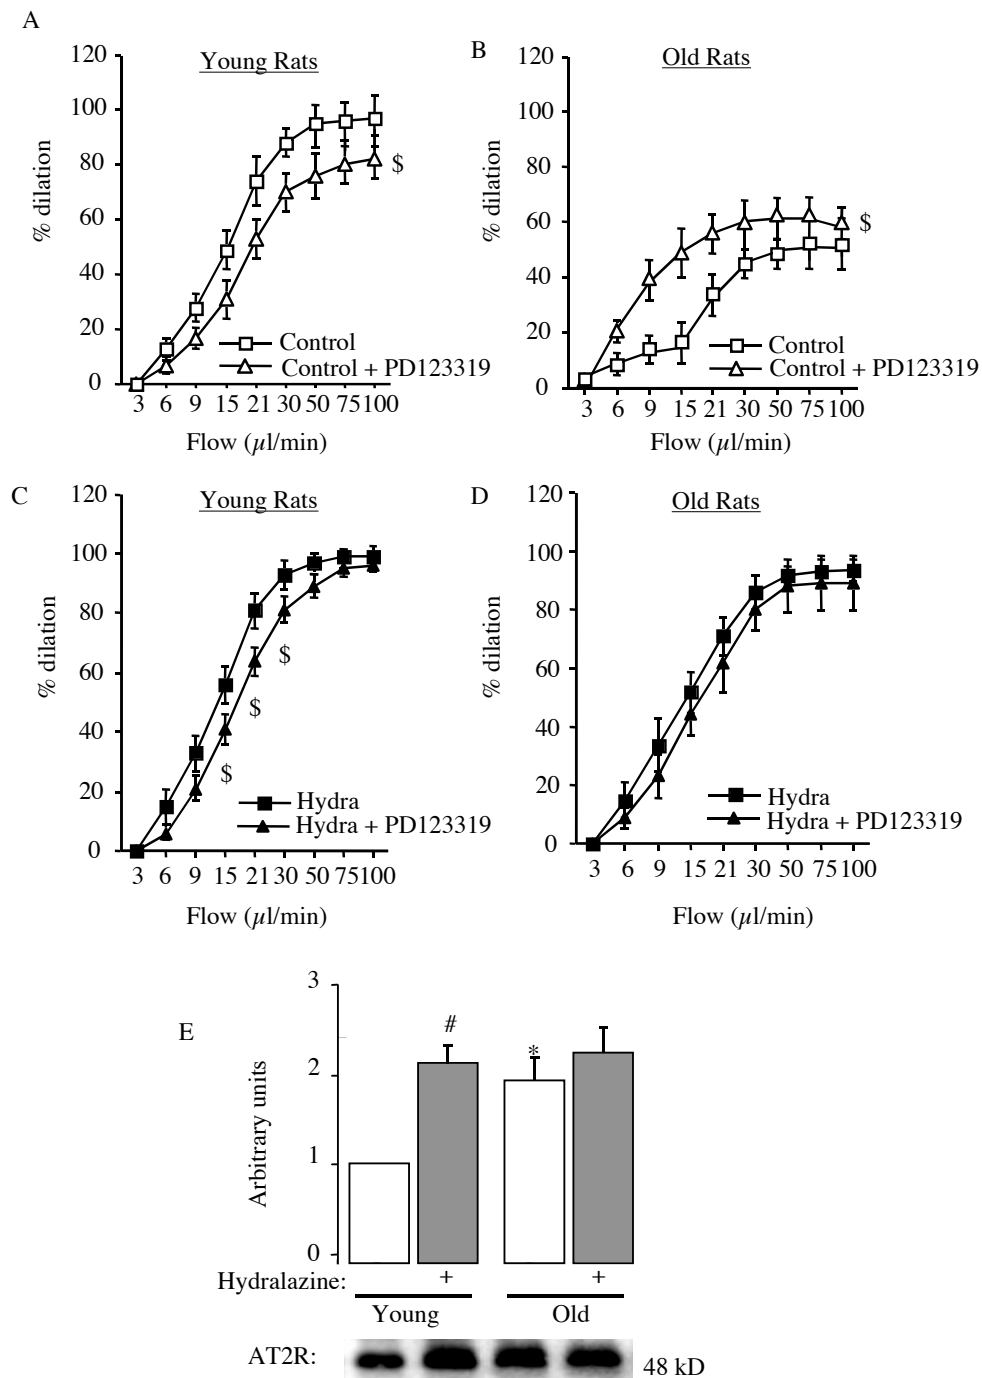 A
Young Rats
120
100
80
60
40
20
0
% dilation
$
Control
Control + PD123319
3 6 9 15 21 30 50 75 100
Flow (µl/min)
B
Old Rats
120
100
80
60
40
20
0
% dilation
$
Control
Control + PD123319
3 6 9 15 21 30 50 75 100
Flow (µl/min)
C
Young Rats
120
100
80
60
40
20
0
% dilation
$
$
$
Hydra
Hydra + PD123319
3 6 9 15 21 30 50 75 100
Flow (µl/min)
D
Old Rats
120
100
80
60
40
20
0
% dilation
Hydra
Hydra + PD123319
3 6 9 15 21 30 50 75 100
Flow (µl/min)
E
3
2
1
0
Arbitrary units
#
*
Hydralazine: + +
Young Old
AT2R: 48 kD